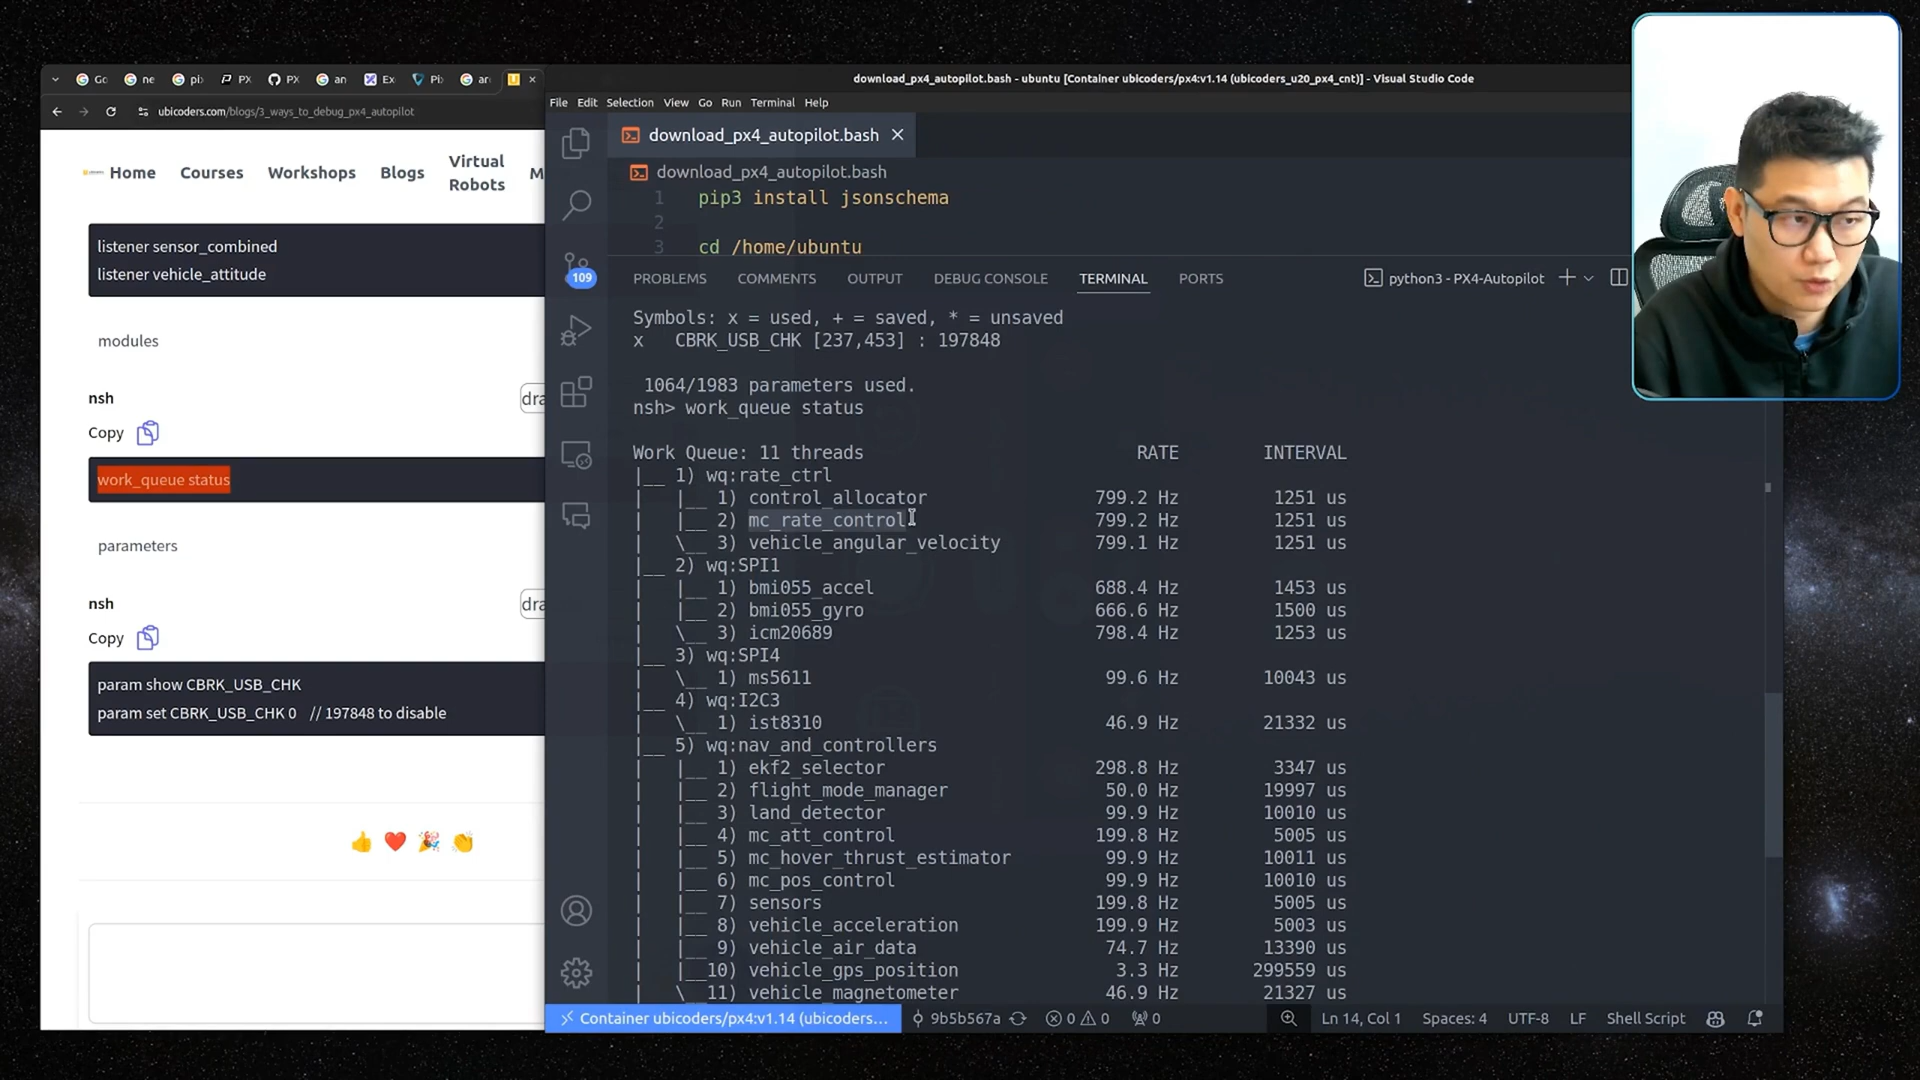 Go
ne
pi
PX
PX
an
Ex
Pi
ar
ubicoders.com/blogs/3_ways_to_debug_px4_autopilot
Home
Courses
Workshops
Blogs
Virtual
Robots
M
listener sensor_combined
listener vehicle_attitude
modules
nsh
dra
Copy
work_queue status
parameters
nsh
dra
Copy
param show CBRK_USB_CHK
param set CBRK_USB_CHK 0 // 197848 to disable
download_px4_autopilot.bash - ubuntu [Container ubicoders/px4:v1.14 (ubicoders_u20_px4_cnt)] - Visual Studio Code
File Edit Selection View Go Run Terminal Help
download_px4_autopilot.bash
download_px4_autopilot.bash
1 pip3 install jsonschema
2
3 cd /home/ubuntu
109
PROBLEMS COMMENTS OUTPUT DEBUG CONSOLE TERMINAL PORTS
python3 - PX4-Autopilot
Symbols: x = used, + = saved, * = unsaved
x CBRK_USB_CHK [237,453] : 197848
1064/1983 parameters used.
nsh> work_queue status
Work Queue: 11 threads RATE INTERVAL
|__ 1) wq:rate_ctrl
| |__ 1) control_allocator 799.2 Hz 1251 us
| |__ 2) mc_rate_control 799.2 Hz 1251 us
| \__ 3) vehicle_angular_velocity 799.1 Hz 1251 us
|__ 2) wq:SPI1
| |__ 1) bmi055_accel 688.4 Hz 1453 us
| |__ 2) bmi055_gyro 666.6 Hz 1500 us
| \__ 3) icm20689 798.4 Hz 1253 us
|__ 3) wq:SPI4
| \__ 1) ms5611 99.6 Hz 10043 us
|__ 4) wq:I2C3
| \__ 1) ist8310 46.9 Hz 21332 us
|__ 5) wq:nav_and_controllers
| |__ 1) ekf2_selector 298.8 Hz 3347 us
| |__ 2) flight_mode_manager 50.0 Hz 19997 us
| |__ 3) land_detector 99.9 Hz 10010 us
| |__ 4) mc_att_control 199.8 Hz 5005 us
| |__ 5) mc_hover_thrust_estimator 99.9 Hz 10011 us
| |__ 6) mc_pos_control 99.9 Hz 10010 us
| |__ 7) sensors 199.8 Hz 5005 us
| |__ 8) vehicle_acceleration 199.9 Hz 5003 us
| |__ 9) vehicle_air_data 74.7 Hz 13390 us
| |__10) vehicle_gps_position 3.3 Hz 299559 us
| \__11) vehicle_magnetometer 46.9 Hz 21327 us
Container ubicoders/px4:v1.14 (ubicoders... 9b5b567a 0 0 0 Ln 14, Col 1 Spaces: 4 UTF-8 LF Shell Script